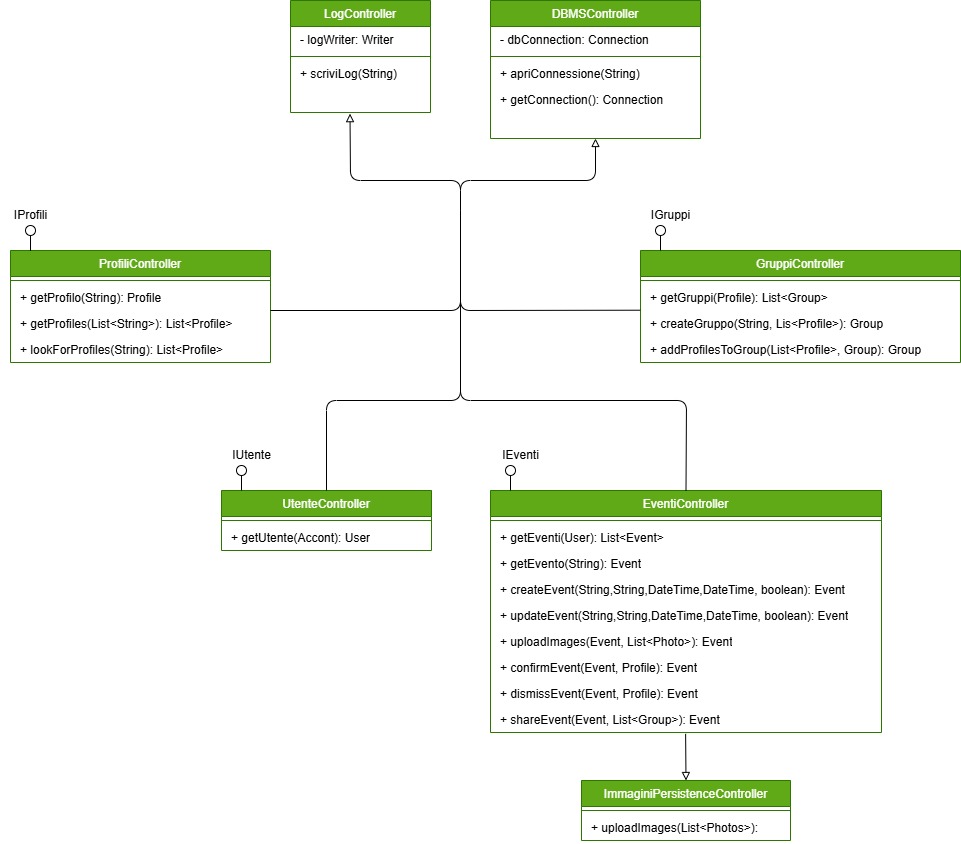 LogController
- logWriter: Writer
+ scriviLog(String)
DBMSController
- dbConnection: Connection
+ apriConnessione(String)
+ getConnection(): Connection
IProfili
ProfiliController
+ getProfilo(String): Profile
+ getProfiles(List<String>): List<Profile>
+ lookForProfiles(String): List<Profile>
IGruppi
GruppiController
+ getGruppi(Profile): List<Group>
+ createGruppo(String, Lis<Profile>): Group
+ addProfilesToGroup(List<Profile>, Group): Group
IUtente
UtenteController
+ getUtente(Accont): User
IEventi
EventiController
+ getEventi(User): List<Event>
+ getEvento(String): Event
+ createEvent(String,String,DateTime,DateTime, boolean): Event
+ updateEvent(String,String,DateTime,DateTime, boolean): Event
+ uploadImages(Event, List<Photo>): Event
+ confirmEvent(Event, Profile): Event
+ dismissEvent(Event, Profile): Event
+ shareEvent(Event, List<Group>): Event
ImmaginiPersistenceController
+ uploadImages(List<Photos>):